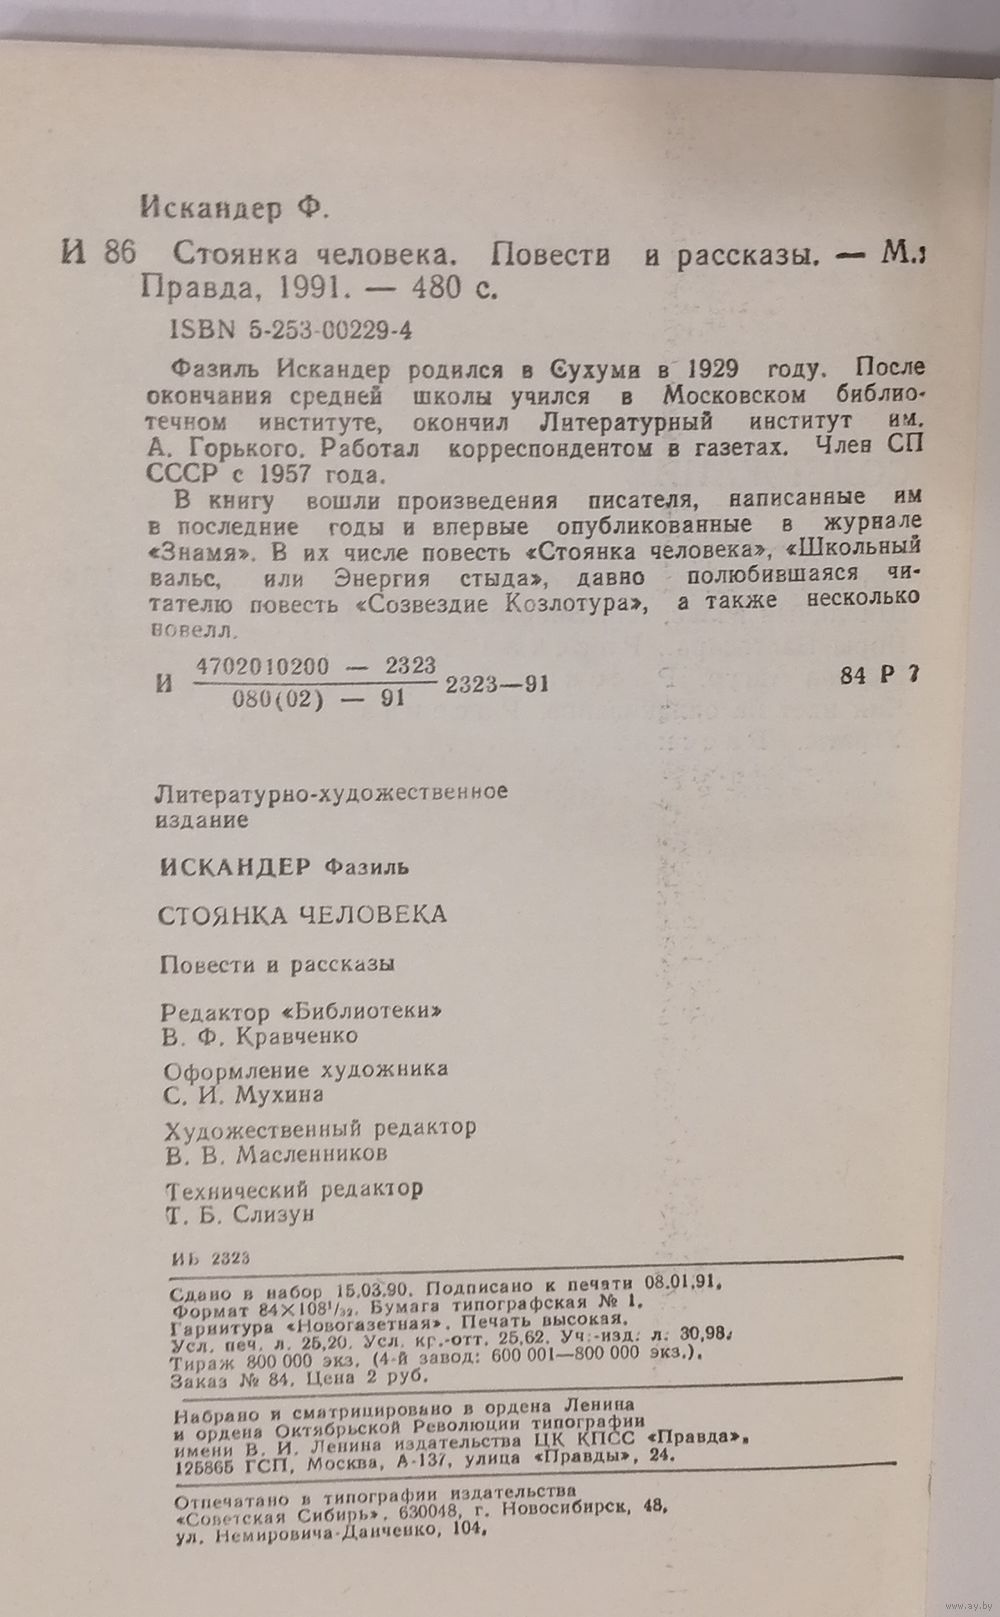 Искандер Ф.
И 86 Стоянка человека. Повести и рассказы. — М.:
Правда, 1991. — 480 с.
ISBN 5-253-00229-4
Фазиль Искандер родился в Сухуми в 1929 году. После
окончания средней школы учился в Московском библио-
течном институте, окончил Литературный институт им.
А. Горького. Работал корреспондентом в газетах. Член СП
СССР с 1957 года.
В книгу вошли произведения писателя, написанные им
в последние годы и впервые опубликованные в журнале
«Знамя». В их числе повесть «Стоянка человека», «Школьный
вальс, или Энергия стыда», давно полюбившаяся чи-
тателю повесть «Созвездие Козлотура», а также несколько
новелл.
И 4702010200 — 2323
080(02) — 91 2323—91 84 Р 7
Литературно-художественное
издание
ИСКАНДЕР Фазиль
СТОЯНКА ЧЕЛОВЕКА
Повести и рассказы
Редактор «Библиотеки»
В. Ф. Кравченко
Оформление художника
С. И. Мухина
Художественный редактор
В. В. Масленников
Технический редактор
Т. Б. Слизун
ИБ 2323
Сдано в набор 15.03.90. Подписано к печати 08.01.91.
Формат 84×108¹/₃₂. Бумага типографская № 1.
Гарнитура «Новогазетная». Печать высокая.
Усл. печ. л. 25,20. Усл. кр.-отт. 25,62. Уч.-изд. л. 30,98.
Тираж 800 000 экз. (4-й завод: 600 001—800 000 экз.).
Заказ № 84. Цена 2 руб.
Набрано и сматрицировано в ордена Ленина
и ордена Октябрьской Революции типографии
имени В. И. Ленина издательства ЦК КПСС «Правда»,
125865 ГСП, Москва, А-137, улица «Правды», 24.
Отпечатано в типографии издательства
«Советская Сибирь». 630048, г. Новосибирск, 48,
ул. Немировича-Данченко, 104.
www.ay.by